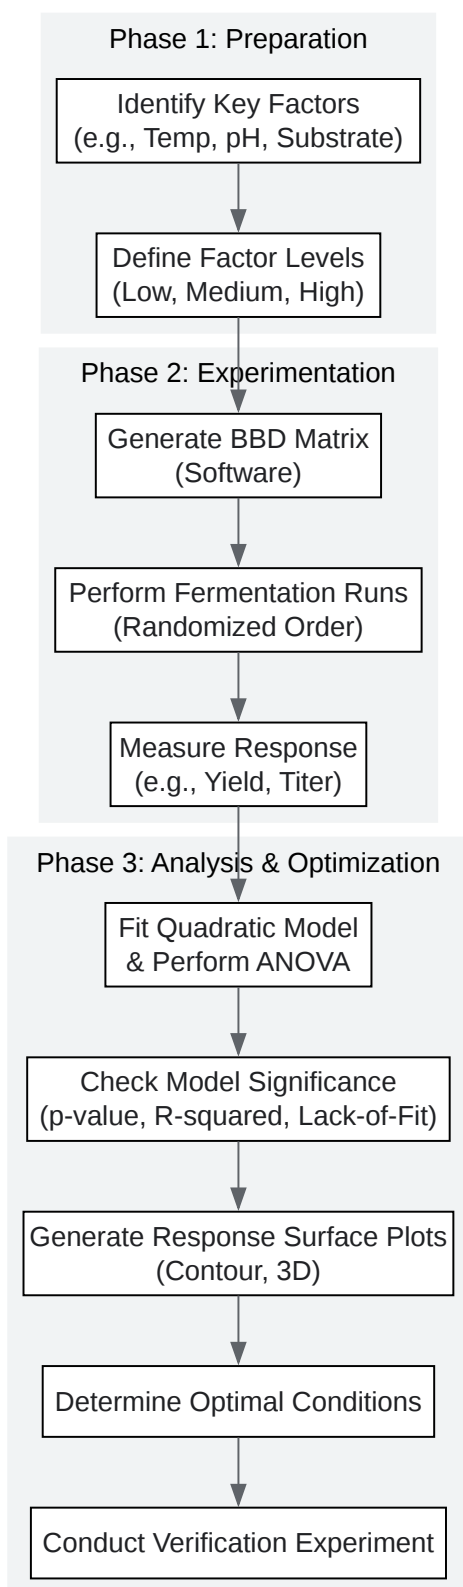 Phase 1: Preparation
Identify Key Factors
(e.g., Temp, pH, Substrate)
Define Factor Levels
(Low, Medium, High)
Phase 2: Experimentation
Generate BBD Matrix
(Software)
Perform Fermentation Runs
(Randomized Order)
Measure Response
(e.g., Yield, Titer)
Phase 3: Analysis & Optimization
Fit Quadratic Model
& Perform ANOVA
Check Model Significance
(p-value, R-squared, Lack-of-Fit)
Generate Response Surface Plots
(Contour, 3D)
Determine Optimal Conditions
Conduct Verification Experiment